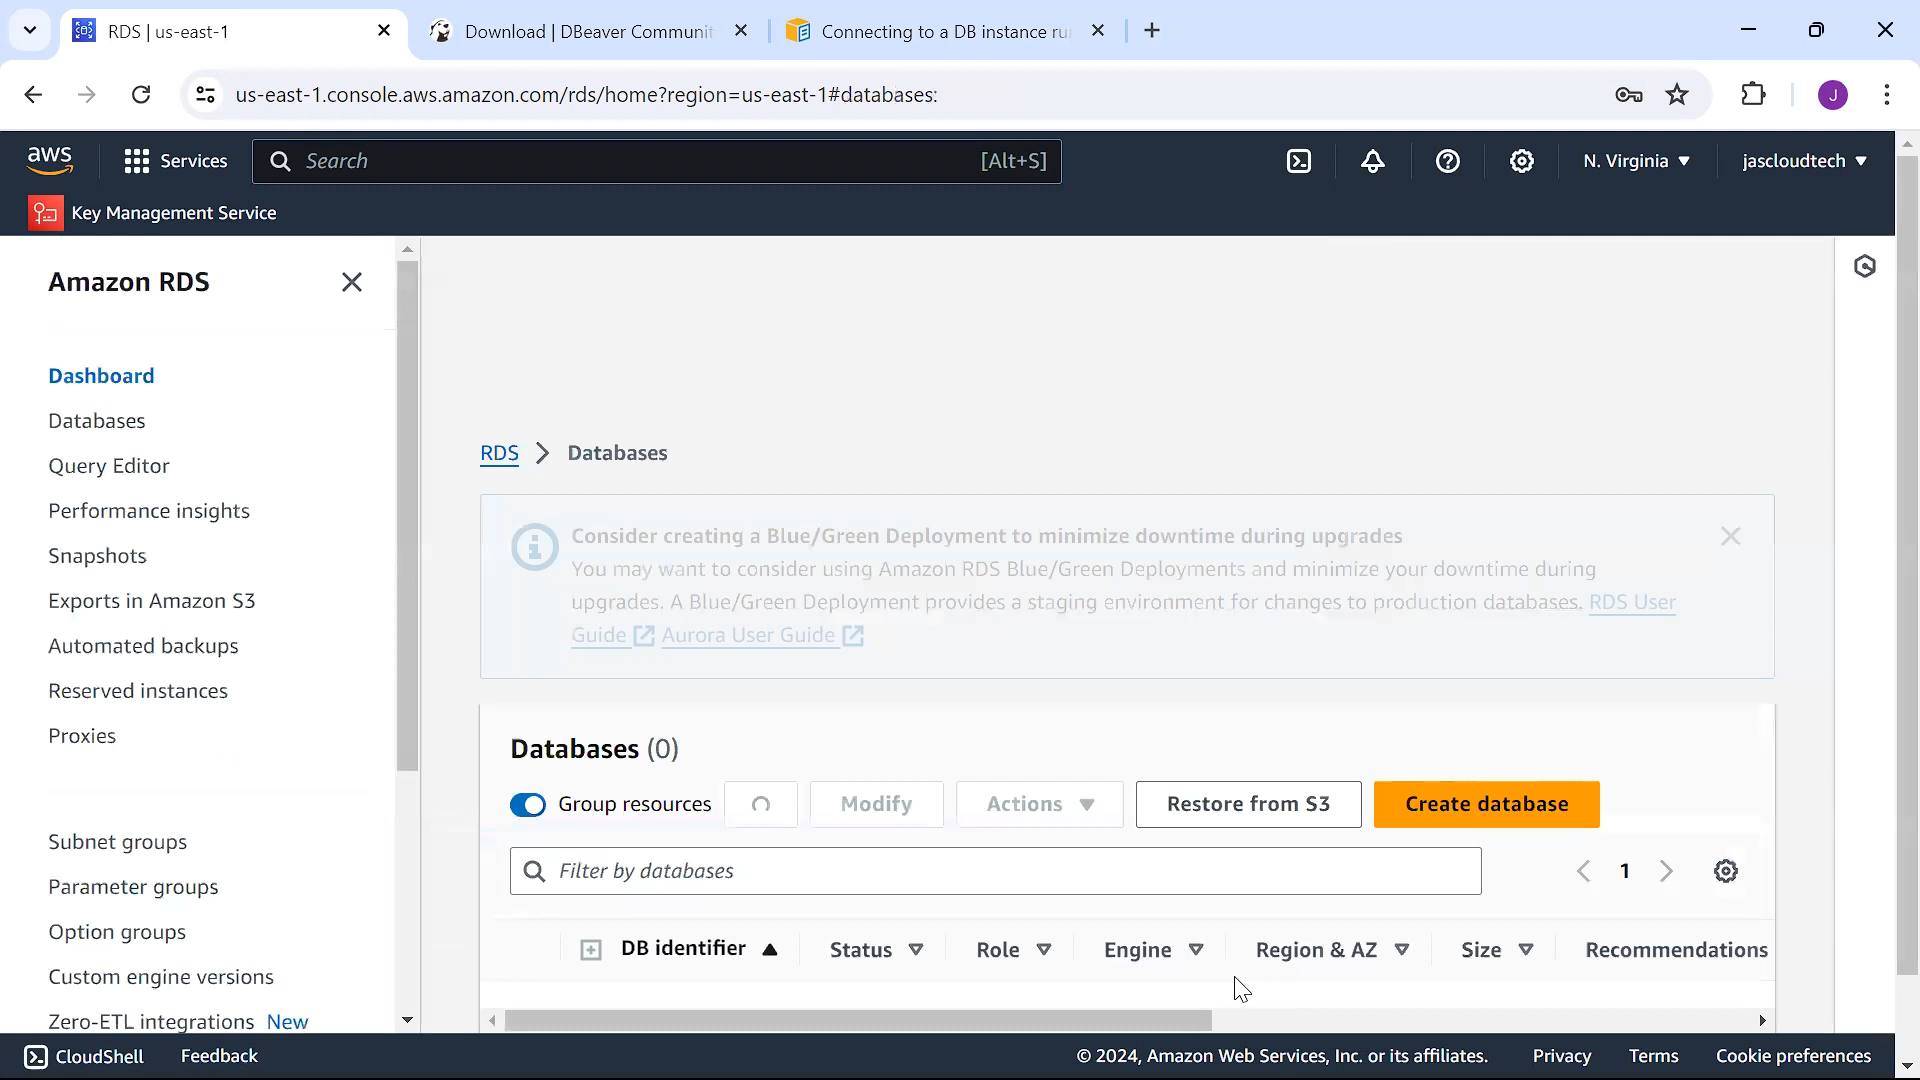 RDS | us-east-1
Download | DBeaver Communit
Connecting to a DB instance ru
us-east-1.console.aws.amazon.com/rds/home?region=us-east-1#databases:
J
aws
Services
Search
[Alt+S]
N. Virginia
jascloudtech
Key Management Service
Amazon RDS
Dashboard
Databases
Query Editor
Performance insights
Snapshots
Exports in Amazon S3
Automated backups
Reserved instances
Proxies
Subnet groups
Parameter groups
Option groups
Custom engine versions
Zero-ETL integrations New
RDS > Databases
Consider creating a Blue/Green Deployment to minimize downtime during upgrades
You may want to consider using Amazon RDS Blue/Green Deployments and minimize your downtime during
upgrades. A Blue/Green Deployment provides a staging environment for changes to production databases. RDS User
Guide Aurora User Guide
Databases (0)
Group resources
Modify
Actions
Restore from S3
Create database
Filter by databases
1
DB identifier
Status
Role
Engine
Region & AZ
Size
Recommendations
CloudShell
Feedback
© 2024, Amazon Web Services, Inc. or its affiliates.
Privacy
Terms
Cookie preferences